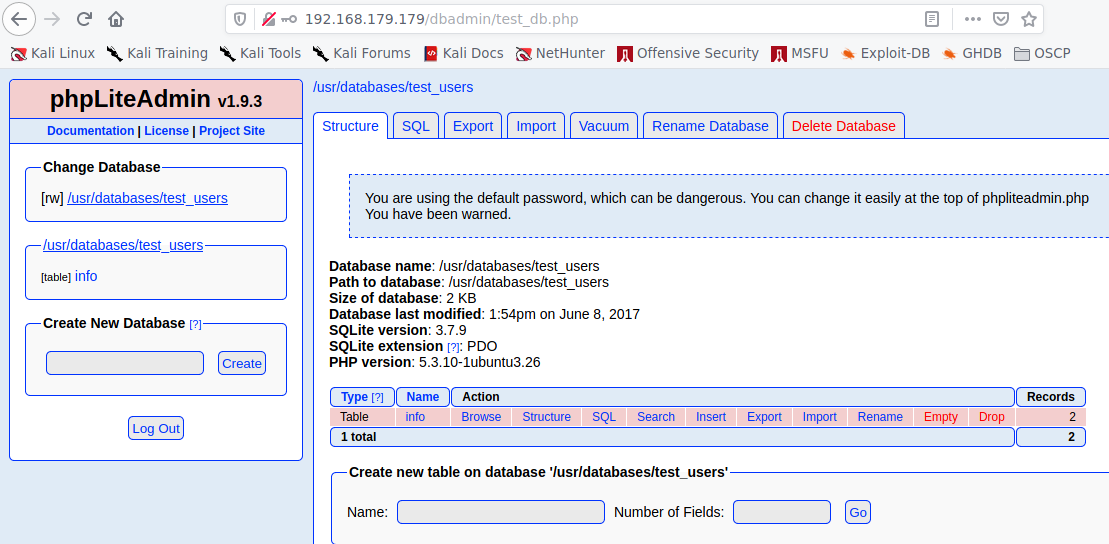 192.168.179.179/dbadmin/test_db.php
Kali Linux Kali Training Kali Tools Kali Forums Kali Docs NetHunter Offensive Security MSFU Exploit-DB GHDB OSCP
phpLiteAdmin v1.9.3
Documentation | License | Project Site
Change Database
[rw] /usr/databases/test_users
/usr/databases/test_users
[table] info
Create New Database [?]
Create
Log Out
/usr/databases/test_users
Structure SQL Export Import Vacuum Rename Database Delete Database
You are using the default password, which can be dangerous. You can change it easily at the top of phpliteadmin.php
You have been warned.
Database name: /usr/databases/test_users
Path to database: /usr/databases/test_users
Size of database: 2 KB
Database last modified: 1:54pm on June 8, 2017
SQLite version: 3.7.9
SQLite extension [?]: PDO
PHP version: 5.3.10-1ubuntu3.26
Type [?] Name Action Records
Table info Browse Structure SQL Search Insert Export Import Rename Empty Drop 2
1 total 2
Create new table on database '/usr/databases/test_users'
Name: Number of Fields: Go